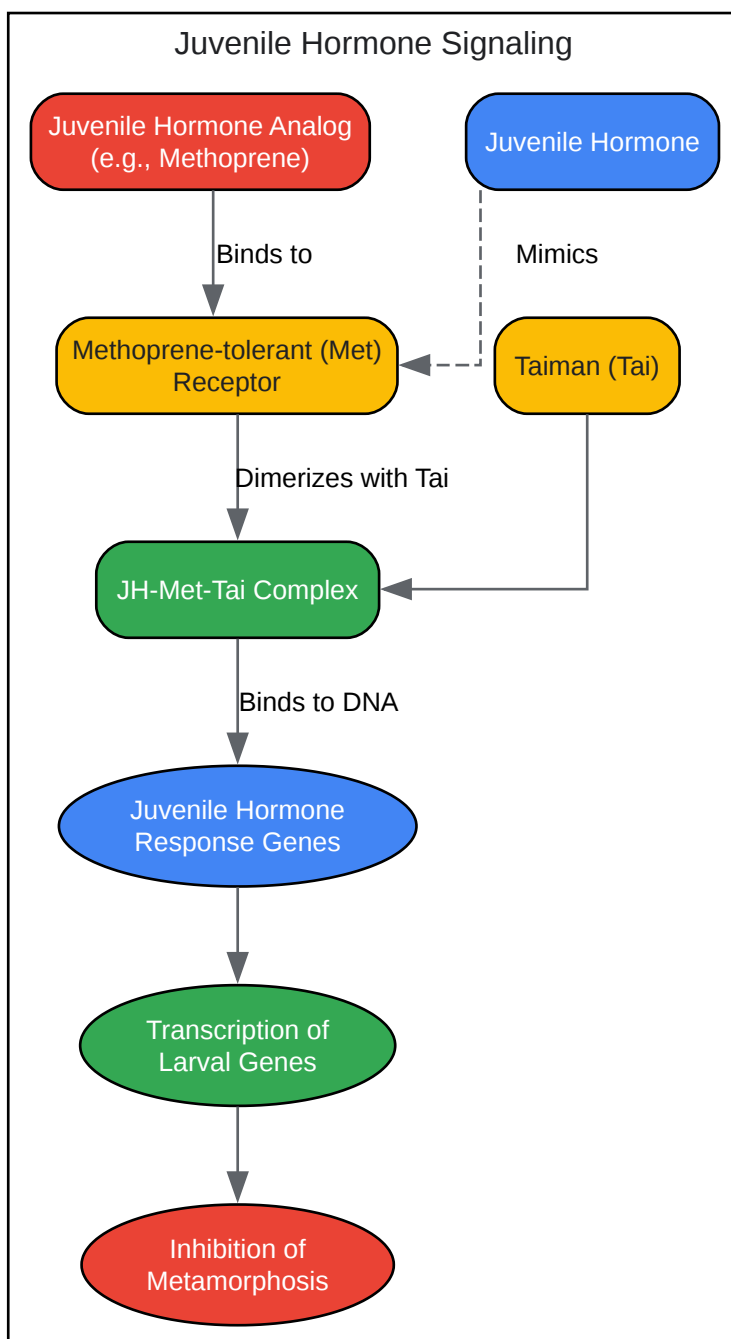 Juvenile Hormone Signaling
Juvenile Hormone Analog
(e.g., Methoprene)
Juvenile Hormone
Binds to
Mimics
Methoprene-tolerant (Met)
Receptor
Taiman (Tai)
Dimerizes with Tai
JH-Met-Tai Complex
Binds to DNA
Juvenile Hormone
Response Genes
Transcription of
Larval Genes
Inhibition of
Metamorphosis